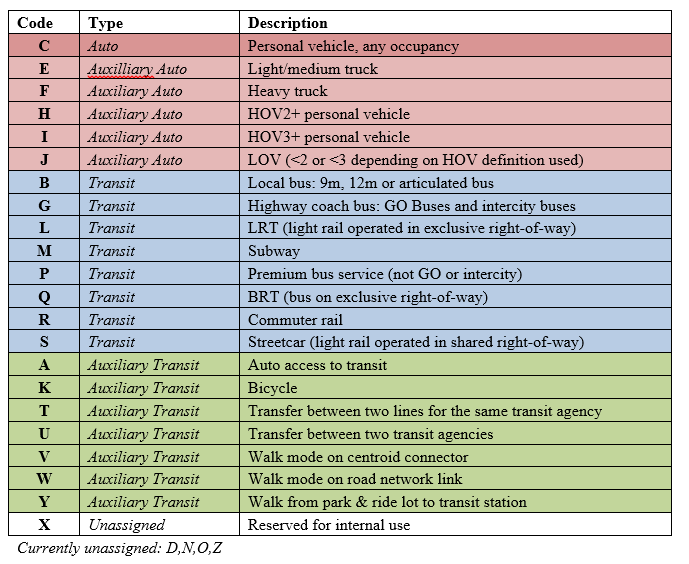 Code Type Description
C Auto Personal vehicle, any occupancy
E Auxilliary Auto Light/medium truck
F Auxiliary Auto Heavy truck
H Auxiliary Auto HOV2+ personal vehicle
I Auxiliary Auto HOV3+ personal vehicle
J Auxiliary Auto LOV (<2 or <3 depending on HOV definition used)
B Transit Local bus: 9m, 12m or articulated bus
G Transit Highway coach bus: GO Buses and intercity buses
L Transit LRT (light rail operated in exclusive right-of-way)
M Transit Subway
P Transit Premium bus service (not GO or intercity)
Q Transit BRT (bus on exclusive right-of-way)
R Transit Commuter rail
S Transit Streetcar (light rail operated in shared right-of-way)
A Auxiliary Transit Auto access to transit
K Auxiliary Transit Bicycle
T Auxiliary Transit Transfer between two lines for the same transit agency
U Auxiliary Transit Transfer between two transit agencies
V Auxiliary Transit Walk mode on centroid connector
W Auxiliary Transit Walk mode on road network link
Y Auxiliary Transit Walk from park & ride lot to transit station
X Unassigned Reserved for internal use
Currently unassigned: D,N,O,Z